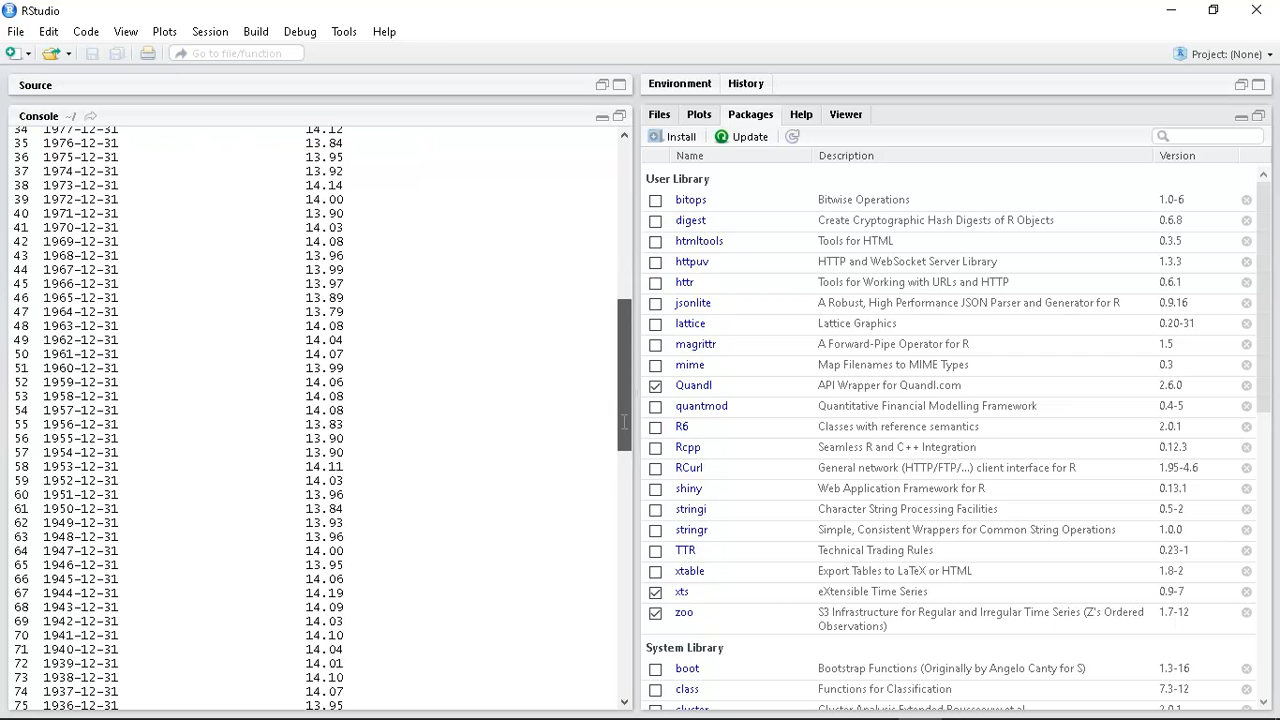 RStudio
File Edit Code View Plots Session Build Debug Tools Help
Go to file/function Project: (None)
Source
Console ~/
34 1977-12-31 14.12
35 1976-12-31 13.84
36 1975-12-31 13.95
37 1974-12-31 13.92
38 1973-12-31 14.14
39 1972-12-31 14.00
40 1971-12-31 13.90
41 1970-12-31 14.03
42 1969-12-31 14.08
43 1968-12-31 13.96
44 1967-12-31 13.99
45 1966-12-31 13.97
46 1965-12-31 13.89
47 1964-12-31 13.79
48 1963-12-31 14.08
49 1962-12-31 14.04
50 1961-12-31 14.07
51 1960-12-31 13.99
52 1959-12-31 14.06
53 1958-12-31 14.08
54 1957-12-31 14.08
55 1956-12-31 13.83
56 1955-12-31 13.90
57 1954-12-31 13.90
58 1953-12-31 14.11
59 1952-12-31 14.03
60 1951-12-31 13.96
61 1950-12-31 13.84
62 1949-12-31 13.93
63 1948-12-31 13.96
64 1947-12-31 14.00
65 1946-12-31 13.95
66 1945-12-31 14.06
67 1944-12-31 14.19
68 1943-12-31 14.09
69 1942-12-31 14.03
70 1941-12-31 14.10
71 1940-12-31 14.04
72 1939-12-31 14.01
73 1938-12-31 14.10
74 1937-12-31 14.07
75 1936-12-31 13.95
Environment History
Files Plots Packages Help Viewer
Install Update
Name Description Version
User Library
bitops Bitwise Operations 1.0-6
digest Create Cryptographic Hash Digests of R Objects 0.6.8
htmltools Tools for HTML 0.3.5
httpuv HTTP and WebSocket Server Library 1.3.3
httr Tools for Working with URLs and HTTP 0.6.1
jsonlite A Robust, High Performance JSON Parser and Generator for R 0.9.16
lattice Lattice Graphics 0.20-31
magrittr A Forward-Pipe Operator for R 1.5
mime Map Filenames to MIME Types 0.3
Quandl API Wrapper for Quandl.com 2.6.0
quantmod Quantitative Financial Modelling Framework 0.4-5
R6 Classes with reference semantics 2.0.1
Rcpp Seamless R and C++ Integration 0.12.3
RCurl General network (HTTP/FTP/...) client interface for R 1.95-4.6
shiny Web Application Framework for R 0.13.1
stringi Character String Processing Facilities 0.5-2
stringr Simple, Consistent Wrappers for Common String Operations 1.0.0
TTR Technical Trading Rules 0.23-1
xtable Export Tables to LaTeX or HTML 1.8-2
xts eXtensible Time Series 0.9-7
zoo S3 Infrastructure for Regular and Irregular Time Series (Z's Ordered 1.7-12
Observations)
System Library
boot Bootstrap Functions (Originally by Angelo Canty for S) 1.3-16
class Functions for Classification 7.3-12
cluster Cluster Analysis Extended Rousseeuw et al 2.0.1